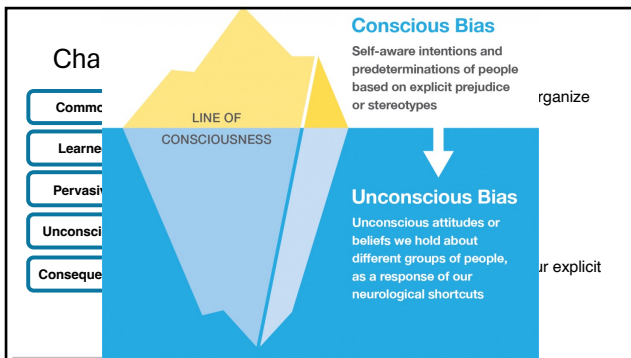 Conscious Bias
Self-aware intentions and
predeterminations of people
based on explicit prejudice
or stereotypes
Cha
rganize
Commo
LINE OF
CONSCIOUSNESS
Learne
Pervasiv
Unconscious Bias
Unconscious attitudes or
beliefs we hold about
different groups of people,
as a response of our
neurological shortcuts
Unconsci
Conseque
ur explicit